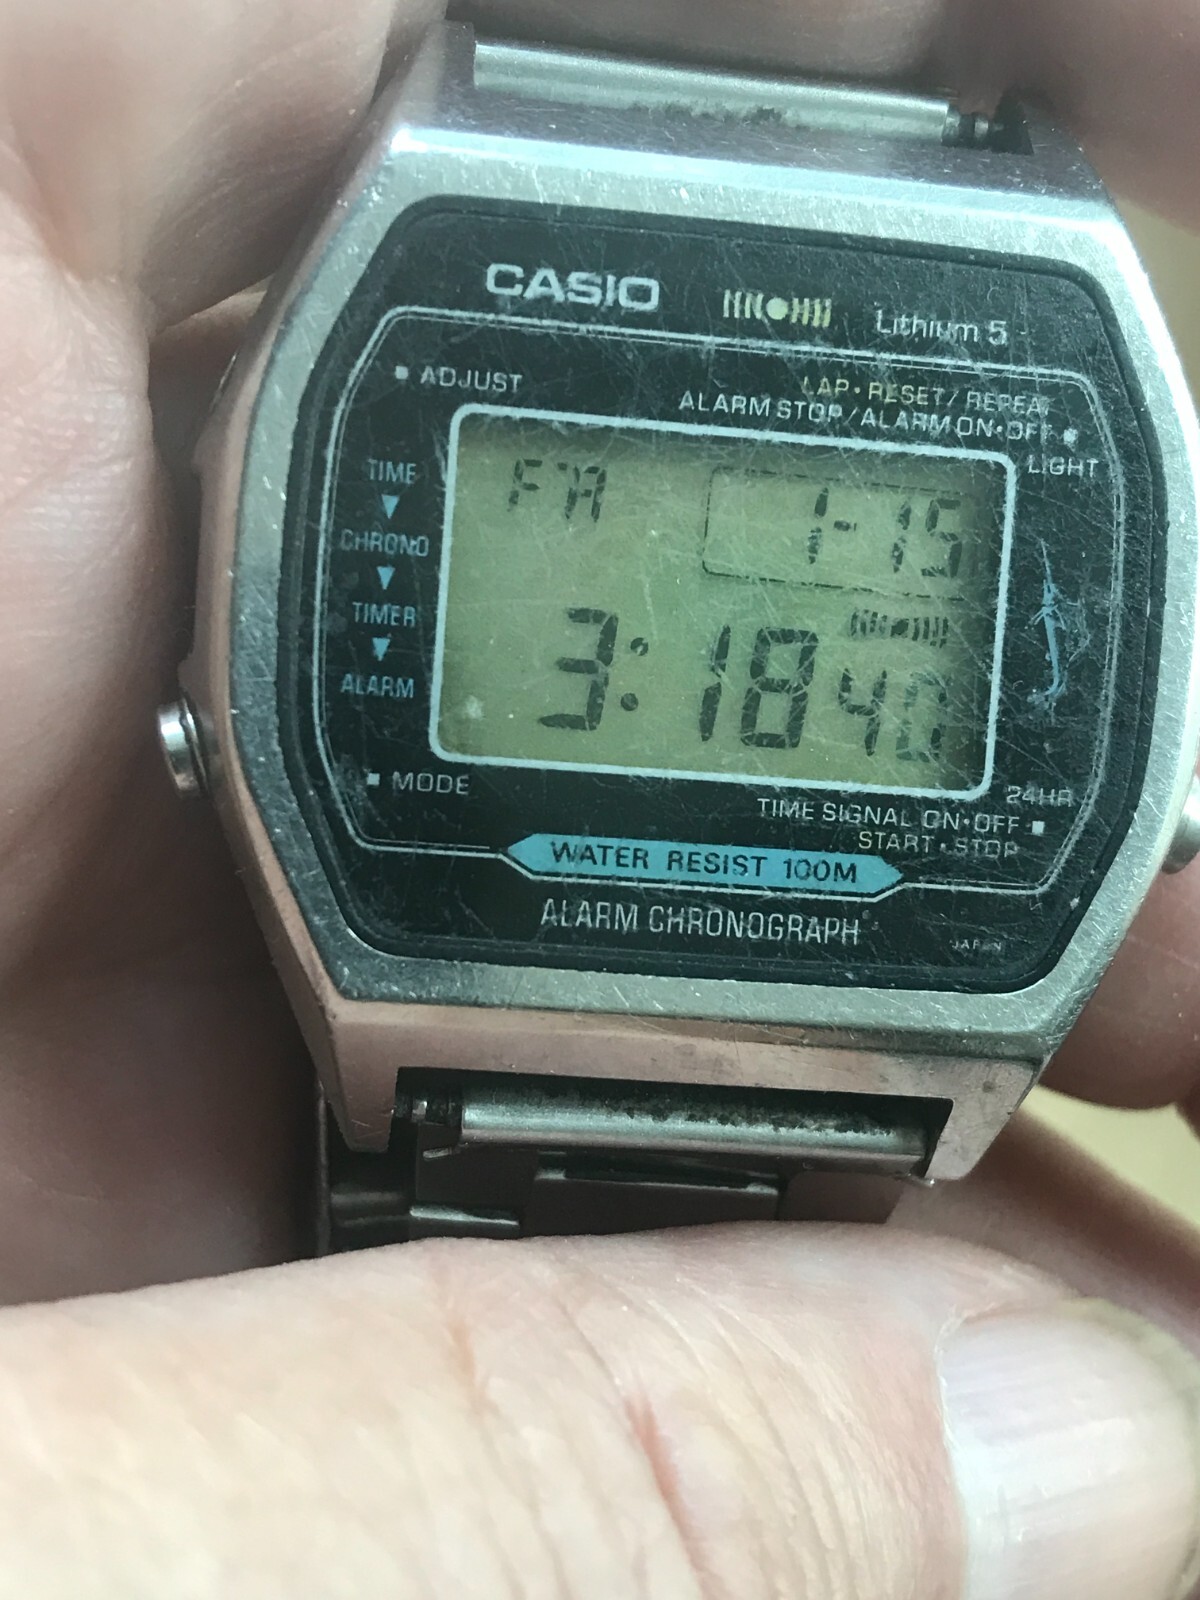 CASIO
Lithium 5
ADJUST
LAP•RESET/REPEAT
ALARM STOP/ALARM ON•OFF
LIGHT
TIME
CHRONO
TIMER
ALARM
FR
1-15
3:18 40
MODE
24HR
TIME SIGNAL ON•OFF
START•STOP
WATER RESIST 100M
ALARM CHRONOGRAPH
JAPAN